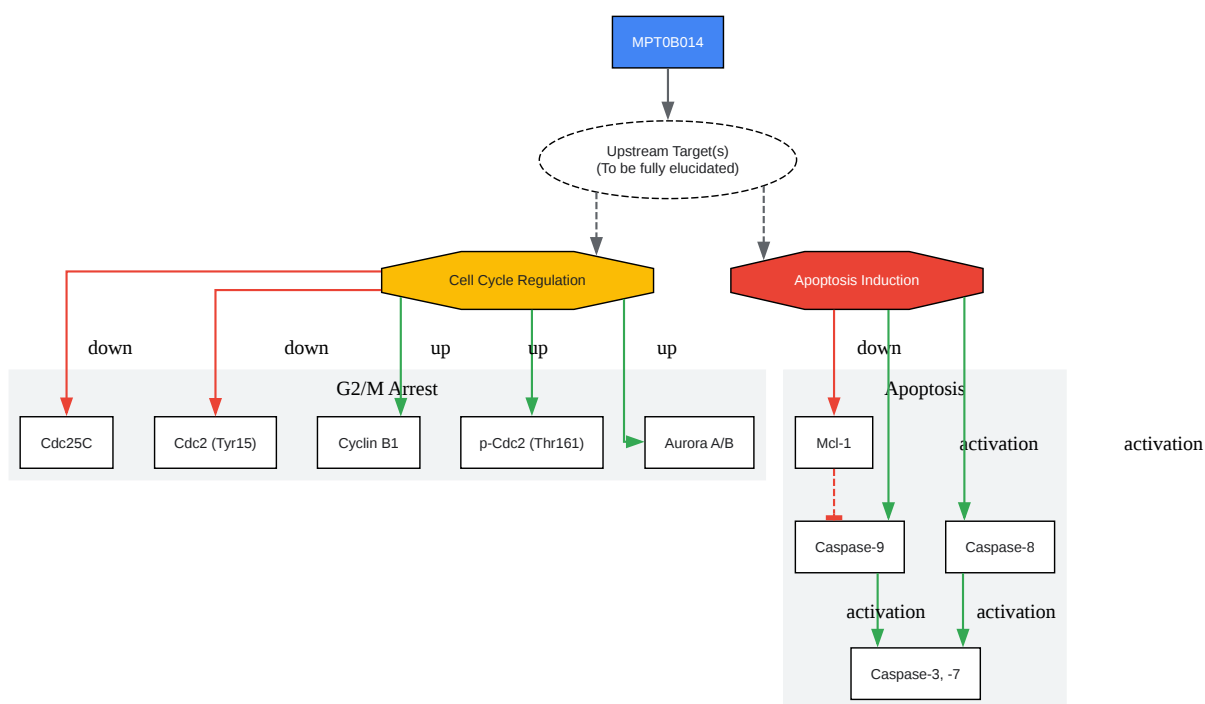 MPT0B014
Upstream Target(s)
(To be fully elucidated)
Cell Cycle Regulation
Apoptosis Induction
down
down
up
up
up
down
G2/M Arrest
Apoptosis
Cdc25C
Cdc2 (Tyr15)
Cyclin B1
p-Cdc2 (Thr161)
Aurora A/B
Mcl-1
activation
activation
Caspase-9
Caspase-8
activation
activation
Caspase-3, -7